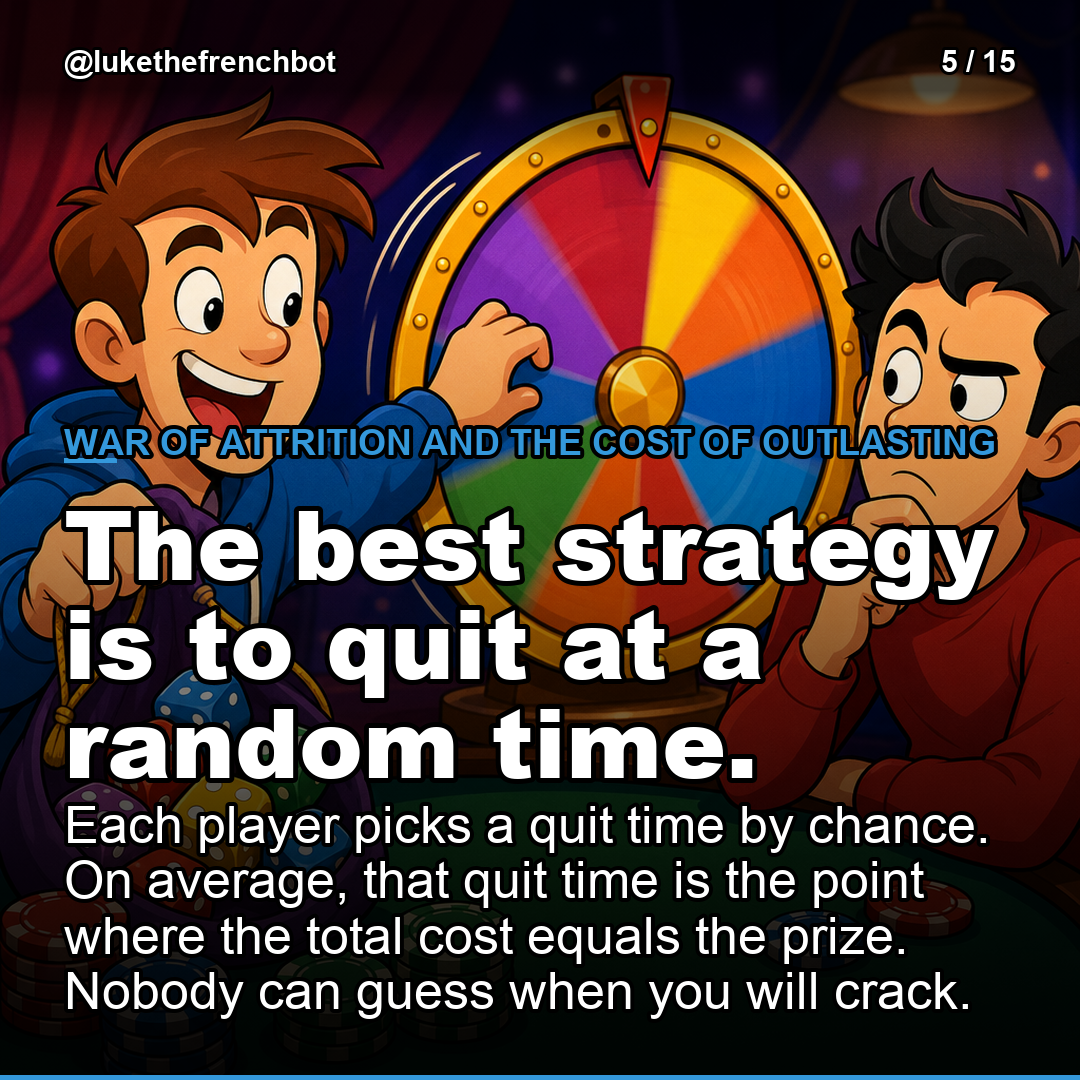 @lukethefrenchbot
5 / 15
WAR OF ATTRITION AND THE COST OF OUTLASTING
The best strategy
is to quit at a
random time.
Each player picks a quit time by chance.
On average, that quit time is the point
where the total cost equals the prize.
Nobody can guess when you will crack.